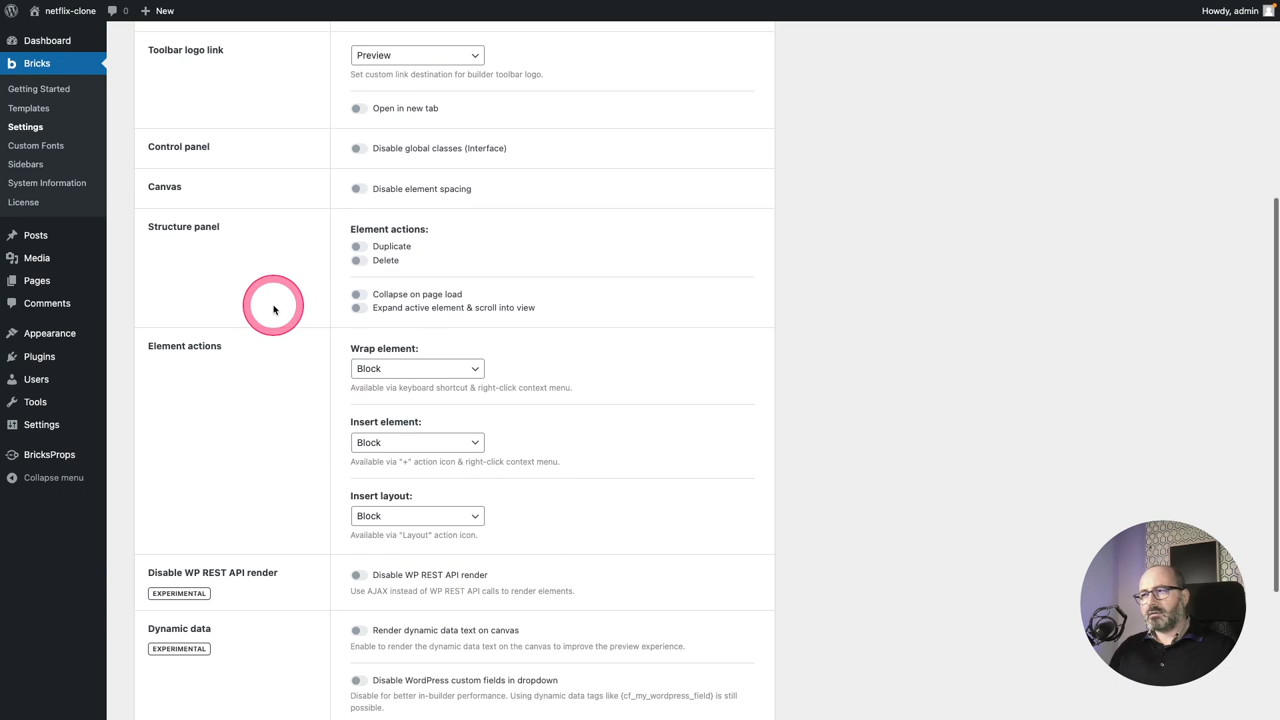 netflix-clone
0
New
Howdy, admin
Dashboard
Bricks
Getting Started
Templates
Settings
Custom Fonts
Sidebars
System Information
License
Posts
Media
Pages
Comments
Appearance
Plugins
Users
Tools
Settings
BricksProps
Collapse menu
Toolbar logo link
Preview
Set custom link destination for builder toolbar logo.
Open in new tab
Control panel
Disable global classes (Interface)
Canvas
Disable element spacing
Structure panel
Element actions:
Duplicate
Delete
Collapse on page load
Expand active element & scroll into view
Element actions
Wrap element:
Block
Available via keyboard shortcut & right-click context menu.
Insert element:
Block
Available via "+" action icon & right-click context menu.
Insert layout:
Block
Available via "Layout" action icon.
Disable WP REST API render
EXPERIMENTAL
Disable WP REST API render
Use AJAX instead of WP REST API calls to render elements.
Dynamic data
EXPERIMENTAL
Render dynamic data text on canvas
Enable to render the dynamic data text on the canvas to improve the preview experience.
Disable WordPress custom fields in dropdown
Disable for better in-builder performance. Using dynamic data tags like {cf_my_wordpress_field} is still
possible.